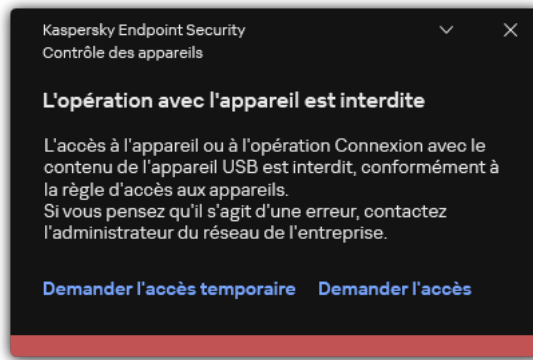 Kaspersky Endpoint Security
Contrôle des appareils
L'opération avec l'appareil est interdite
L'accès à l'appareil ou à l'opération Connexion avec le
contenu de l'appareil USB est interdit, conformément à
la règle d'accès aux appareils.
Si vous pensez qu'il s'agit d'une erreur, contactez
l'administrateur du réseau de l'entreprise.
Demander l'accès temporaire Demander l'accès